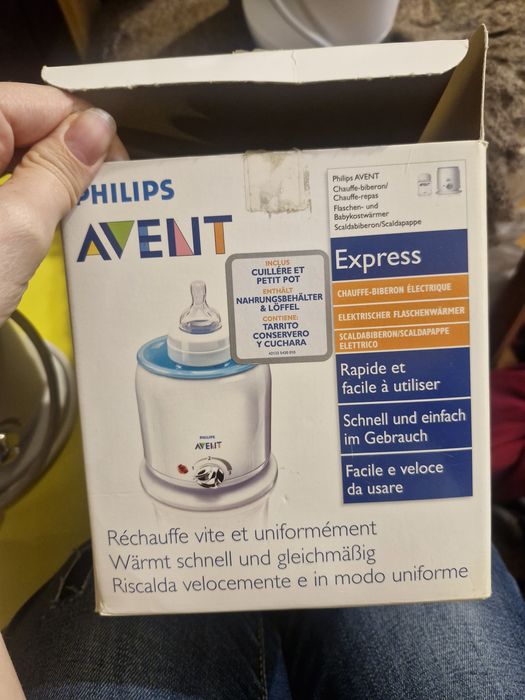 PHILIPS
AVENT
Philips AVENT
Chauffe-biberon/
Chauffe-repas
Flaschen- und
Babykostwärmer
Scaldabiberon/Scaldapappe
Express
CHAUFFE-BIBERON ÉLECTRIQUE
ELEKTRISCHER FLASCHENWÄRMER
SCALDABIBERON/SCALDAPAPPE
ELETTRICO
Rapide et
facile à utiliser
Schnell und einfach
im Gebrauch
Facile e veloce
da usare
INCLUS
CUILLÈRE ET
PETIT POT
ENTHÄLT
NAHRUNGSBEHÄLTER
& LÖFFEL
CONTIENE:
TARRITO
CONSERVERO
Y CUCHARA
PHILIPS
AVENT
Réchauffe vite et uniformément
Wärmt schnell und gleichmäßig
Riscalda velocemente e in modo uniforme